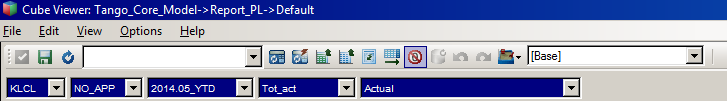 Cube Viewer: Tango_Core_Model->Report_PL->Default
File Edit View Options Help
[Base]
KLCL NO_APP 2014.05_YTD Tot_act Actual